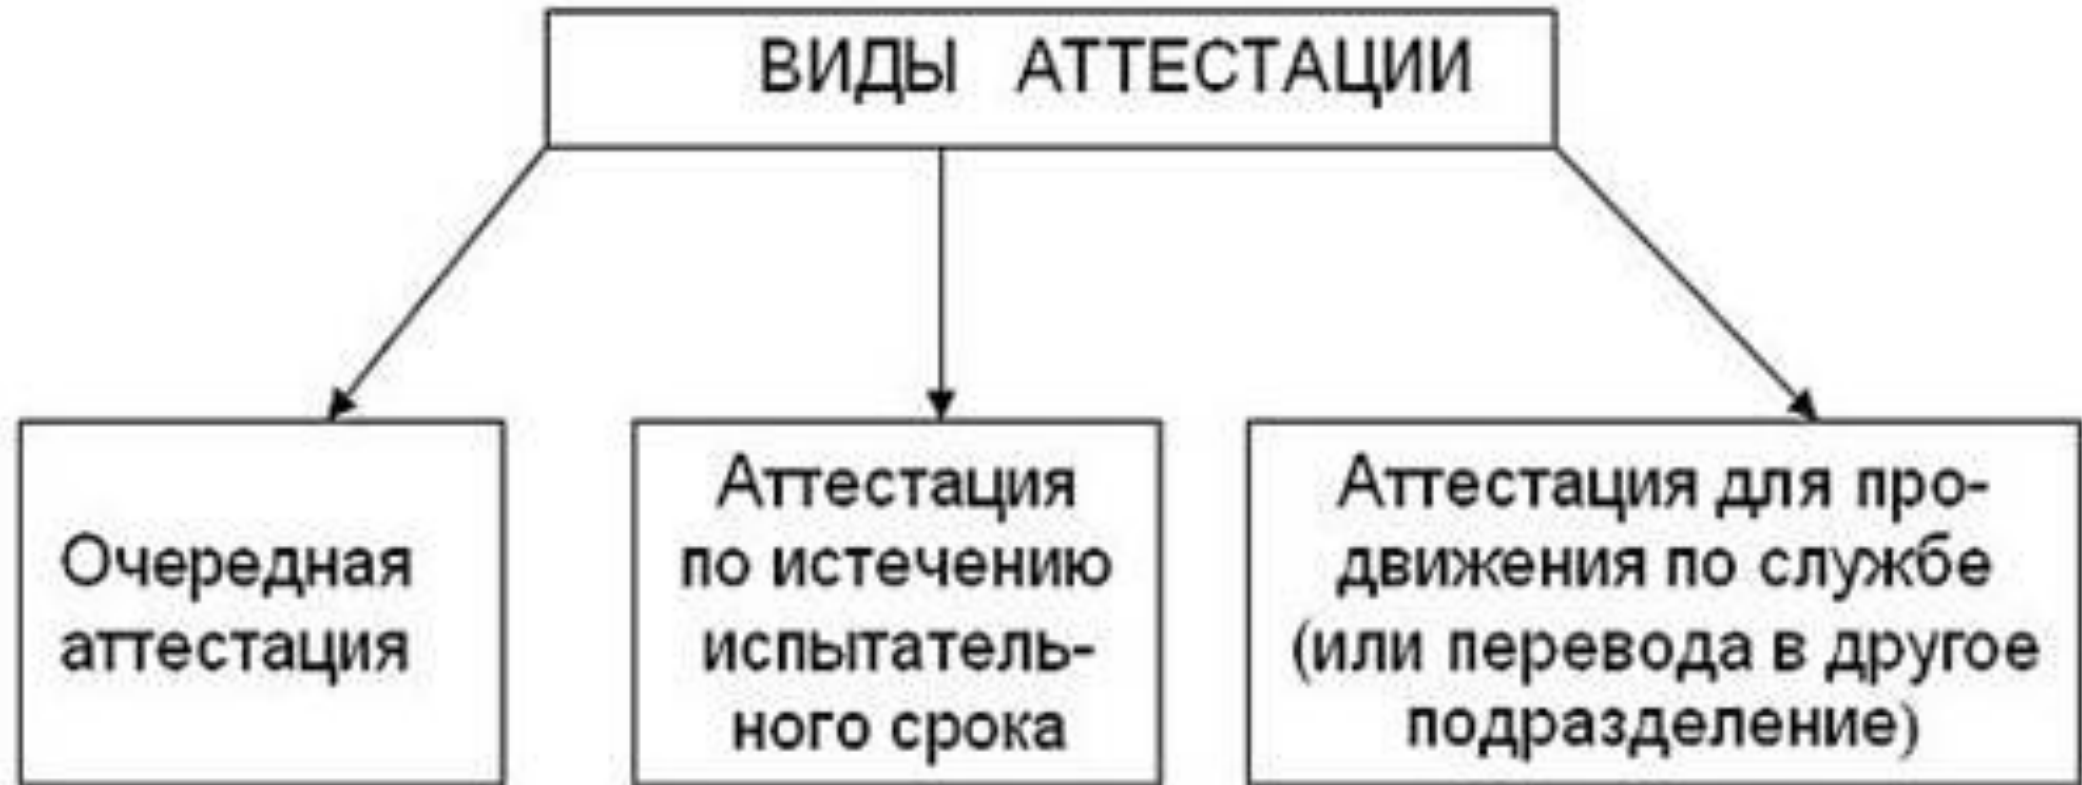 ВИДЫ АТТЕСТАЦИИ
Очередная
аттестация
Аттестация
по истечению
испытатель-
ного срока
Аттестация для про-
движения по службе
(или перевода в другое
подразделение)